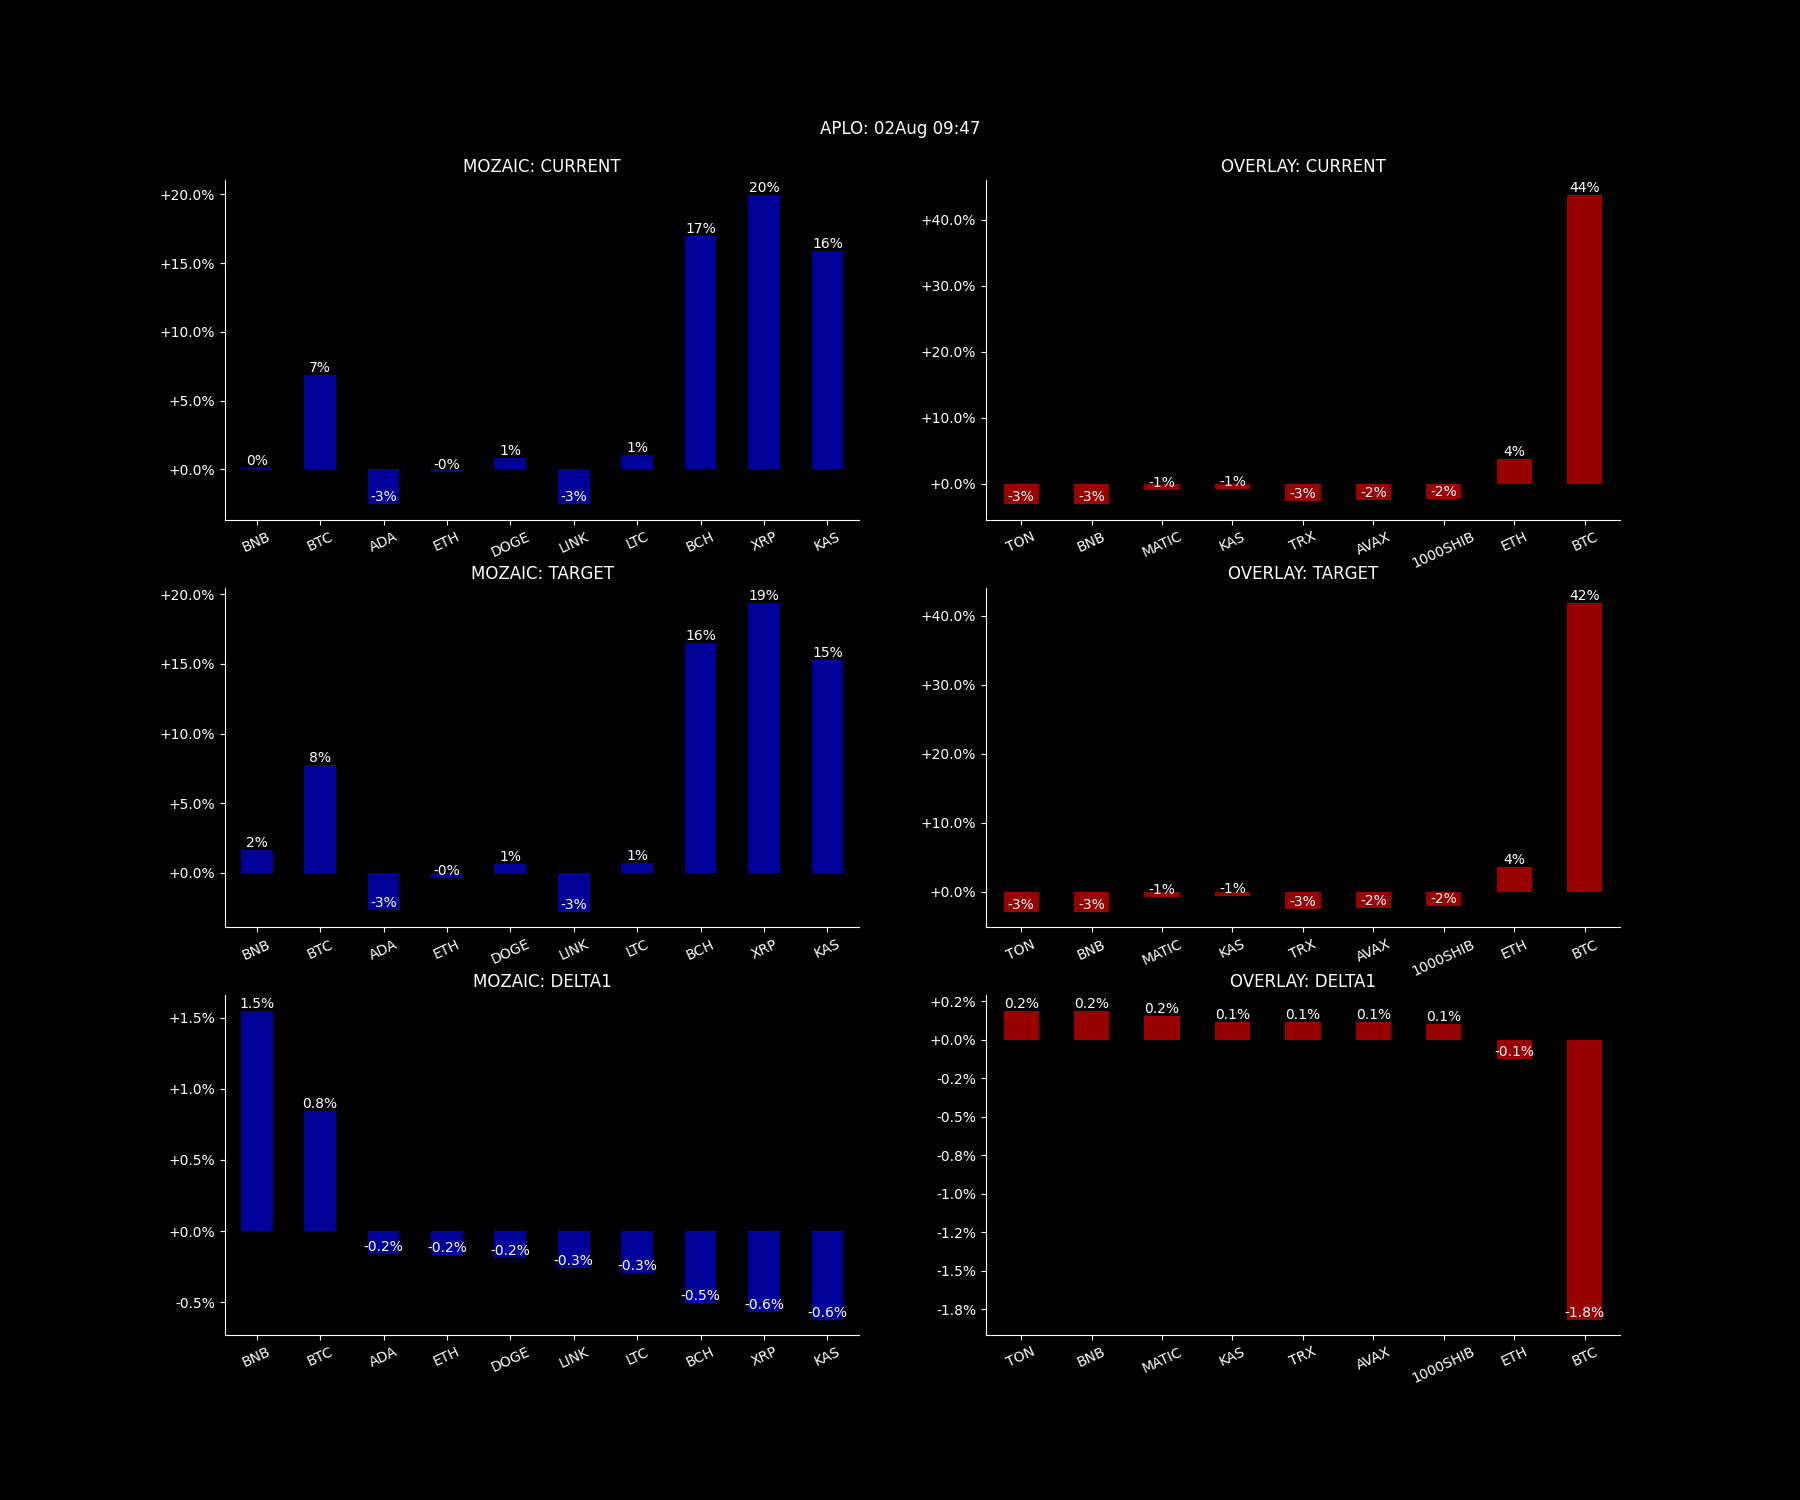 APLO: 02Aug 09:47
MOZAIC: CURRENT
+20.0%
+15.0%
+10.0%
+5.0%
+0.0%
0%
7%
-3%
-0%
1%
-3%
1%
17%
20%
16%
BNB
BTC
ADA
ETH
DOGE
LINK
LTC
BCH
XRP
KAS
OVERLAY: CURRENT
+40.0%
+30.0%
+20.0%
+10.0%
+0.0%
-3%
-3%
-1%
-1%
-3%
-2%
-2%
4%
44%
TON
BNB
MATIC
KAS
TRX
AVAX
1000SHIB
ETH
BTC
MOZAIC: TARGET
+20.0%
+15.0%
+10.0%
+5.0%
+0.0%
2%
8%
-3%
-0%
1%
-3%
1%
16%
19%
15%
BNB
BTC
ADA
ETH
DOGE
LINK
LTC
BCH
XRP
KAS
OVERLAY: TARGET
+40.0%
+30.0%
+20.0%
+10.0%
+0.0%
-3%
-3%
-1%
-1%
-3%
-2%
-2%
4%
42%
TON
BNB
MATIC
KAS
TRX
AVAX
1000SHIB
ETH
BTC
MOZAIC: DELTA1
+1.5%
+1.0%
+0.5%
+0.0%
-0.5%
1.5%
0.8%
-0.2%
-0.2%
-0.2%
-0.3%
-0.3%
-0.5%
-0.6%
-0.6%
BNB
BTC
ADA
ETH
DOGE
LINK
LTC
BCH
XRP
KAS
OVERLAY: DELTA1
+0.2%
+0.0%
-0.2%
-0.5%
-0.8%
-1.0%
-1.2%
-1.5%
-1.8%
0.2%
0.2%
0.2%
0.1%
0.1%
0.1%
0.1%
-0.1%
-1.8%
TON
BNB
MATIC
KAS
TRX
AVAX
1000SHIB
ETH
BTC